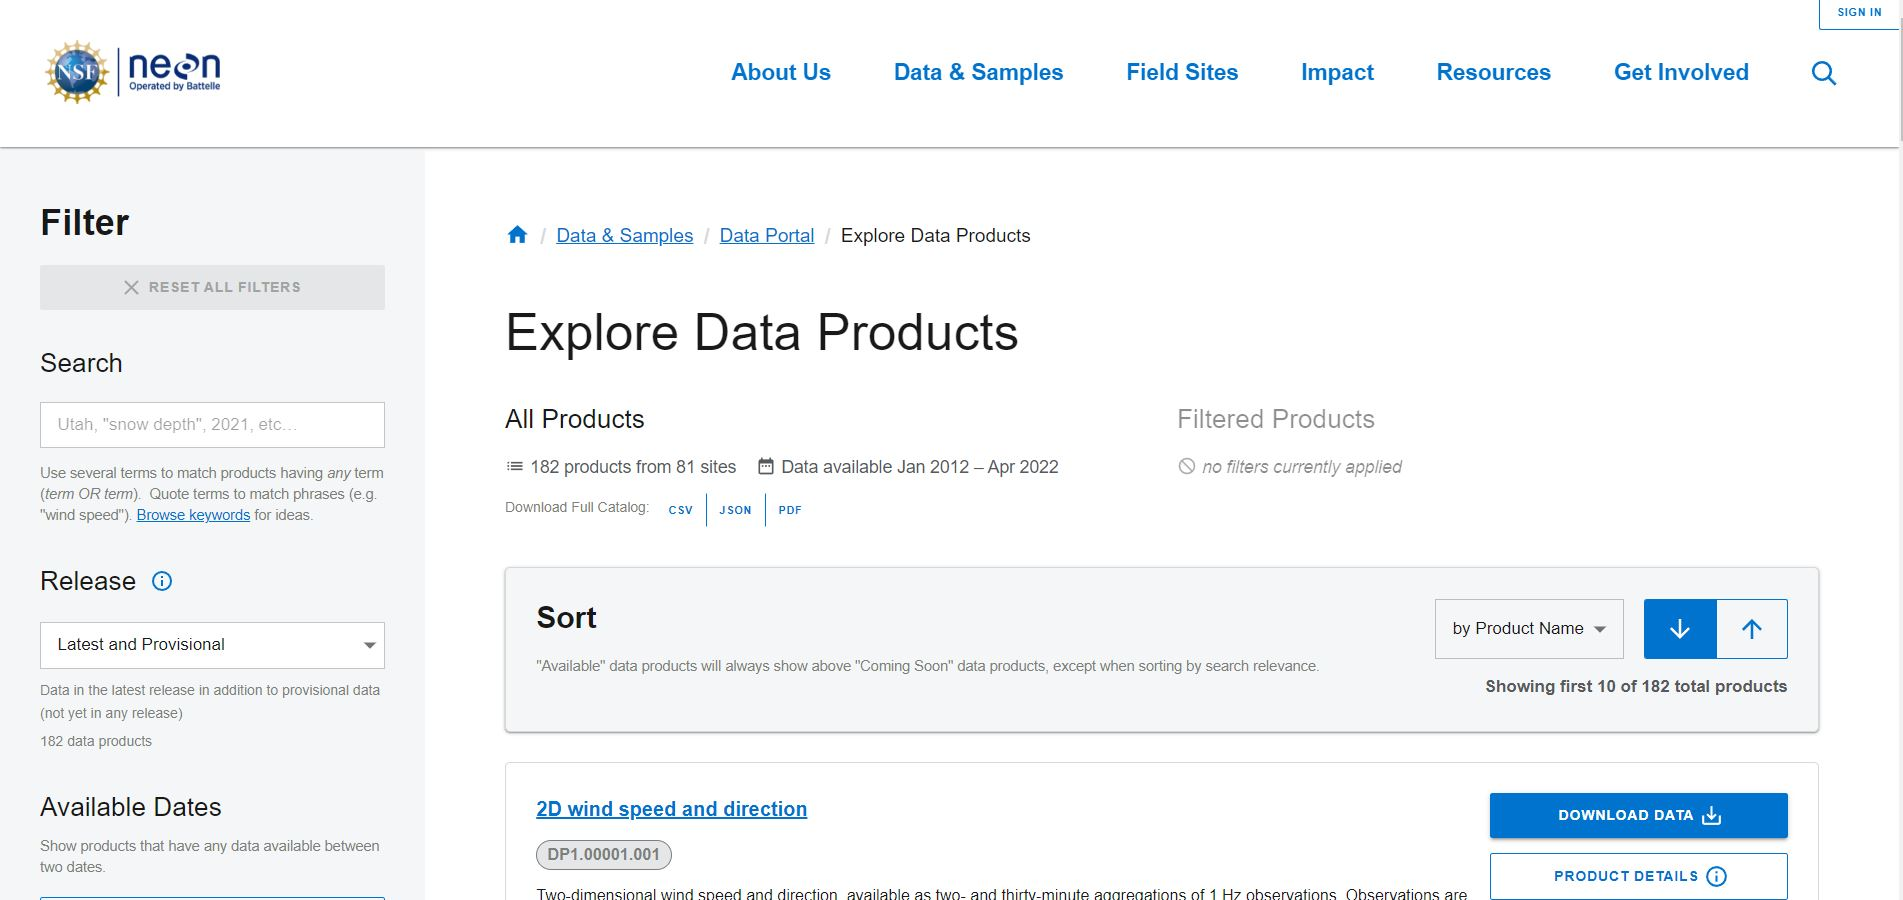 SIGN IN
NSF
neon
Operated by Battelle
About Us
Data & Samples
Field Sites
Impact
Resources
Get Involved
Filter
RESET ALL FILTERS
Search
Utah, "snow depth", 2021, etc…
Use several terms to match products having any term
(term OR term). Quote terms to match phrases (e.g.
"wind speed"). Browse keywords for ideas.
Release
Latest and Provisional
Data in the latest release in addition to provisional data
(not yet in any release)
182 data products
Available Dates
Show products that have any data available between
two dates.
/ Data & Samples / Data Portal / Explore Data Products
Explore Data Products
All Products
182 products from 81 sites
Data available Jan 2012 – Apr 2022
Download Full Catalog:
CSV
JSON
PDF
Filtered Products
no filters currently applied
Sort
"Available" data products will always show above "Coming Soon" data products, except when sorting by search relevance.
by Product Name
Showing first 10 of 182 total products
2D wind speed and direction
DP1.00001.001
Two-dimensional wind speed and direction, available as two- and thirty-minute aggregations of 1 Hz observations. Observations are
DOWNLOAD DATA
PRODUCT DETAILS